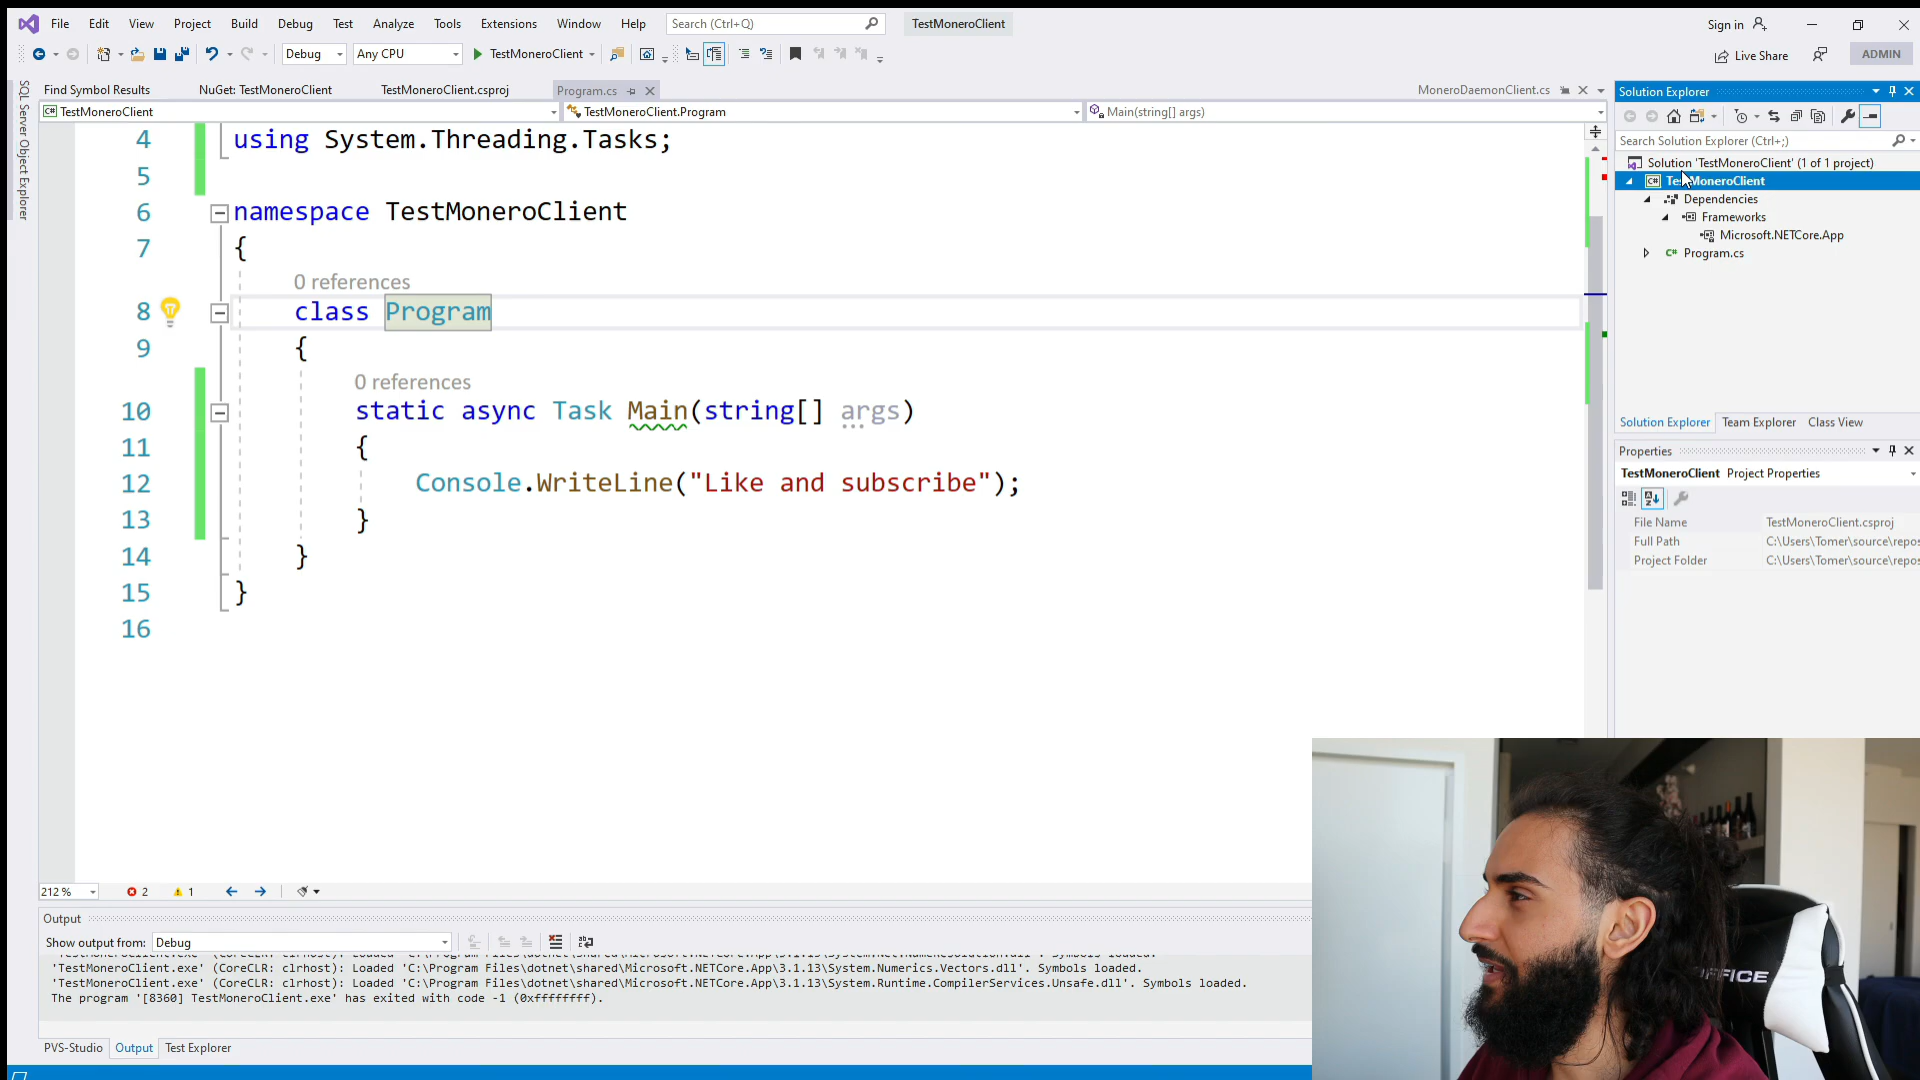 File Edit View Project Build Debug Test Analyze Tools Extensions Window Help Search (Ctrl+Q) TestMoneroClient Sign in
Debug Any CPU TestMoneroClient Live Share ADMIN
SQL Server Object Explorer
Find Symbol Results NuGet: TestMoneroClient TestMoneroClient.csproj Program.cs MoneroDaemonClient.cs
TestMoneroClient TestMoneroClient.Program Main(string[] args)
4 using System.Threading.Tasks;
5
6 namespace TestMoneroClient
7 {
0 references
8 class Program
9 {
0 references
10 static async Task Main(string[] args)
11 {
12 Console.WriteLine("Like and subscribe");
13 }
14 }
15 }
16
212 % 2 1
Output
Show output from: Debug
'TestMoneroClient.exe' (CoreCLR: clrhost): Loaded 'C:\Program Files\dotnet\shared\Microsoft.NETCore.App\3.1.13\System.Numerics.Vectors.dll'. Symbols loaded.
'TestMoneroClient.exe' (CoreCLR: clrhost): Loaded 'C:\Program Files\dotnet\shared\Microsoft.NETCore.App\3.1.13\System.Runtime.CompilerServices.Unsafe.dll'. Symbols loaded.
The program '[8360] TestMoneroClient.exe' has exited with code -1 (0xffffffff).
PVS-Studio Output Test Explorer
Solution Explorer
Search Solution Explorer (Ctrl+;)
Solution 'TestMoneroClient' (1 of 1 project)
TestMoneroClient
Dependencies
Frameworks
Microsoft.NETCore.App
Program.cs
Solution Explorer Team Explorer Class View
Properties
TestMoneroClient Project Properties
File Name TestMoneroClient.csproj
Full Path C:\Users\Tomer\source\repos
Project Folder C:\Users\Tomer\source\repos